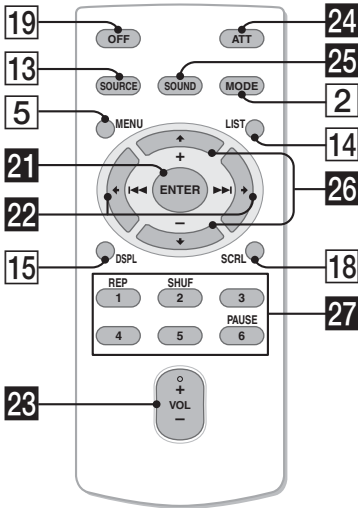 19 OFF ATT 24
13 SOURCE SOUND 25 MODE 2
5 MENU LIST 14
+
21 ENTER 26
22
−
15 DSPL SCRL 18
REP SHUF
1 2 3 27
PAUSE
4 5 6
23 + VOL −